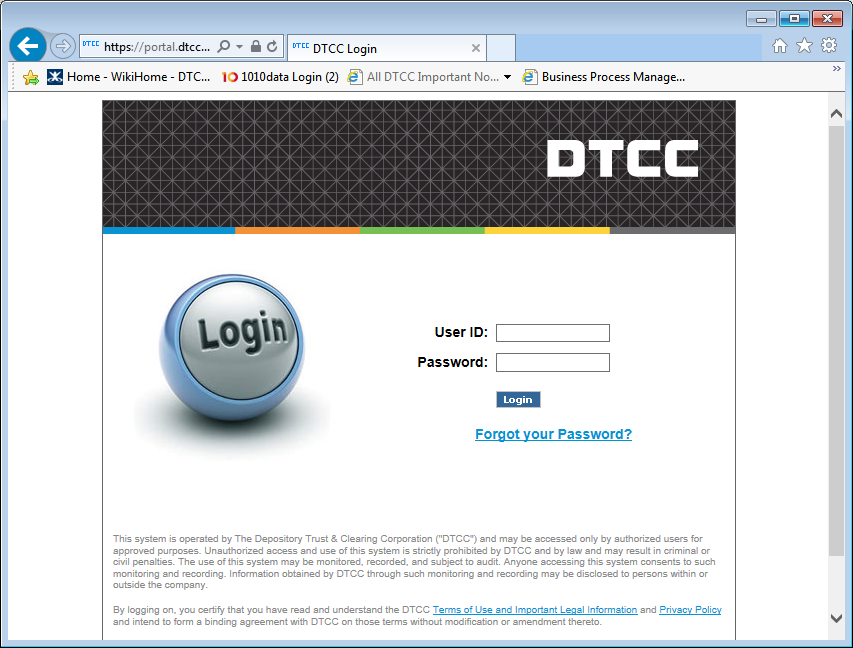 DTCC https://portal.dtcc...
DTCC DTCC Login
Home - WikiHome - DTC...
1010data Login (2)
All DTCC Important No...
Business Process Manage...
DTCC
Login
User ID:
Password:
Login
Forgot your Password?
This system is operated by The Depository Trust & Clearing Corporation ("DTCC") and may be accessed only by authorized users for
approved purposes. Unauthorized access and use of this system is strictly prohibited by DTCC and by law and may result in criminal or
civil penalties. The use of this system may be monitored, recorded, and subject to audit. Anyone accessing this system consents to such
monitoring and recording. Information obtained by DTCC through such monitoring and recording may be disclosed to persons within or
outside the company.
By logging on, you certify that you have read and understand the DTCC Terms of Use and Important Legal Information and Privacy Policy
and intend to form a binding agreement with DTCC on those terms without modification or amendment thereto.